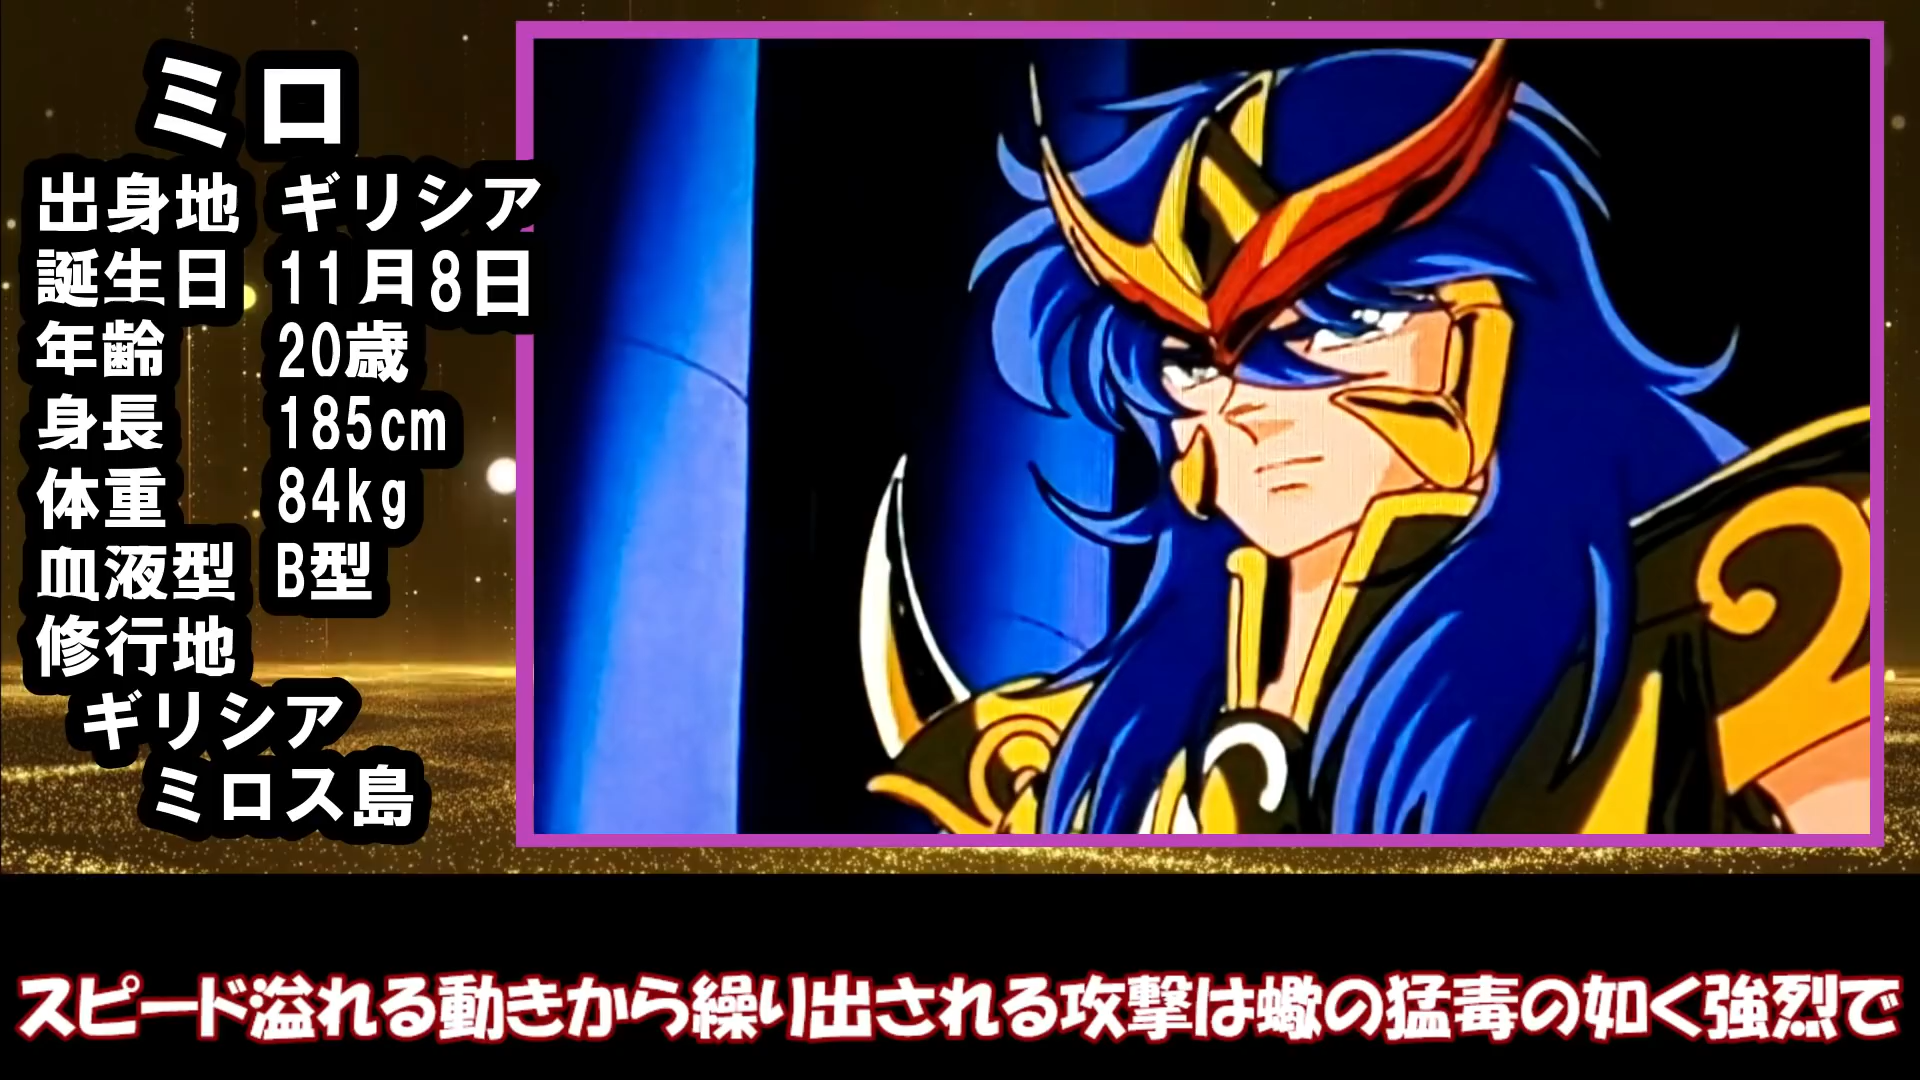 ミロ
出身地 ギリシア
誕生日 11月8日
年齢 20歳
身長 185cm
体重 84kg
血液型 B型
修行地
ギリシア
ミロス島
スピード溢れる動きから繰り出される攻撃は蠍の猛毒の如く強烈で